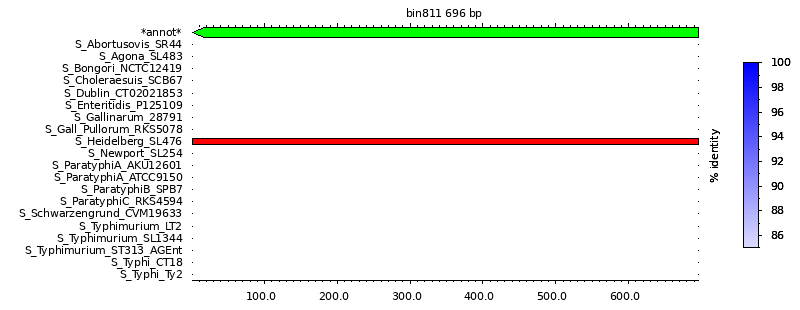 bin811 696 bp
*annot*
S_Abortusovis_SR44
S_Agona_SL483
S_Bongori_NCTC12419
S_Choleraesuis_SCB67
S_Dublin_CT02021853
S_Enteritidis_P125109
S_Gallinarum_28791
S_Gall_Pullorum_RKS5078
S_Heidelberg_SL476
S_Newport_SL254
S_ParatyphiA_AKU12601
S_ParatyphiA_ATCC9150
S_ParatyphiB_SPB7
S_ParatyphiC_RKS4594
S_Schwarzengrund_CVM19633
S_Typhimurium_LT2
S_Typhimurium_SL1344
S_Typhimurium_ST313_AGEnt
S_Typhi_CT18
S_Typhi_Ty2
100.0 200.0 300.0 400.0 500.0 600.0
% identity
100
98
96
94
92
90
88
86